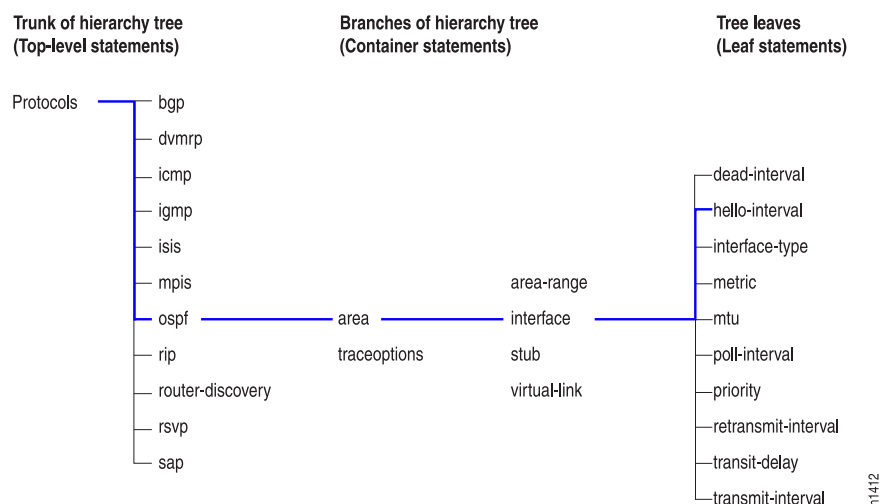 Trunk of hierarchy tree
(Top-level statements)
Branches of hierarchy tree
(Container statements)
Tree leaves
(Leaf statements)
Protocols
bgp
dvmrp
icmp
igmp
isis
mpis
ospf
rip
router-discovery
rsvp
sap
area
traceoptions
area-range
interface
stub
virtual-link
dead-interval
hello-interval
interface-type
metric
mtu
poll-interval
priority
retransmit-interval
transit-delay
transmit-interval